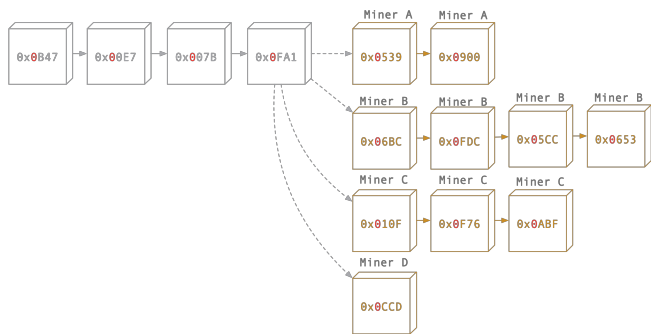 Miner A Miner A
0x0B47 0x00E7 0x007B 0x0FA1 0x0539 0x0900
Miner B Miner B Miner B Miner B
0x06BC 0x0FDC 0x05CC 0x0653
Miner C Miner C Miner C
0x010F 0x0F76 0x0ABF
Miner D
0x0CCD